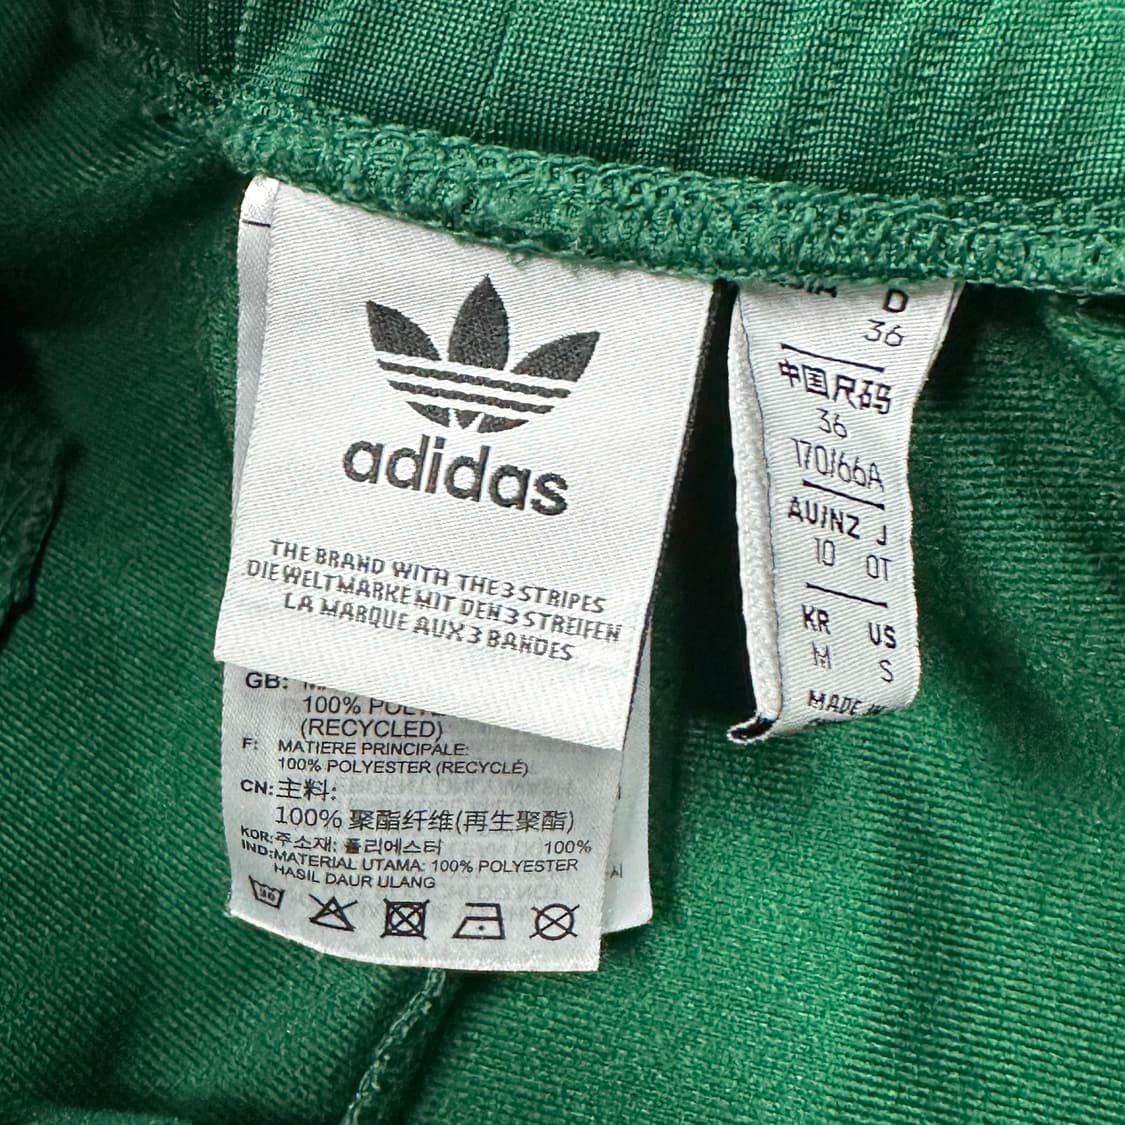 adidas
THE BRAND WITH THE 3 STRIPES
DIE WELTMARKE MIT DEN 3 STREIFEN
LA MARQUE AUX 3 BANDES
GB:
100%
(RECYCLED)
F: MATIERE PRINCIPALE:
100% POLYESTER (RECYCLÉ)
CN: 主料:
100% 聚酯纤维(再生聚酯)
KOR: 주소재: 폴리에스터 100%
IND: MATERIAL UTAMA: 100% POLYESTER
HASIL DAUR ULANG
30
D
36
中国尺码
36
170/66A
AU/NZ J
10 OT
KR US
M S
MADE IN